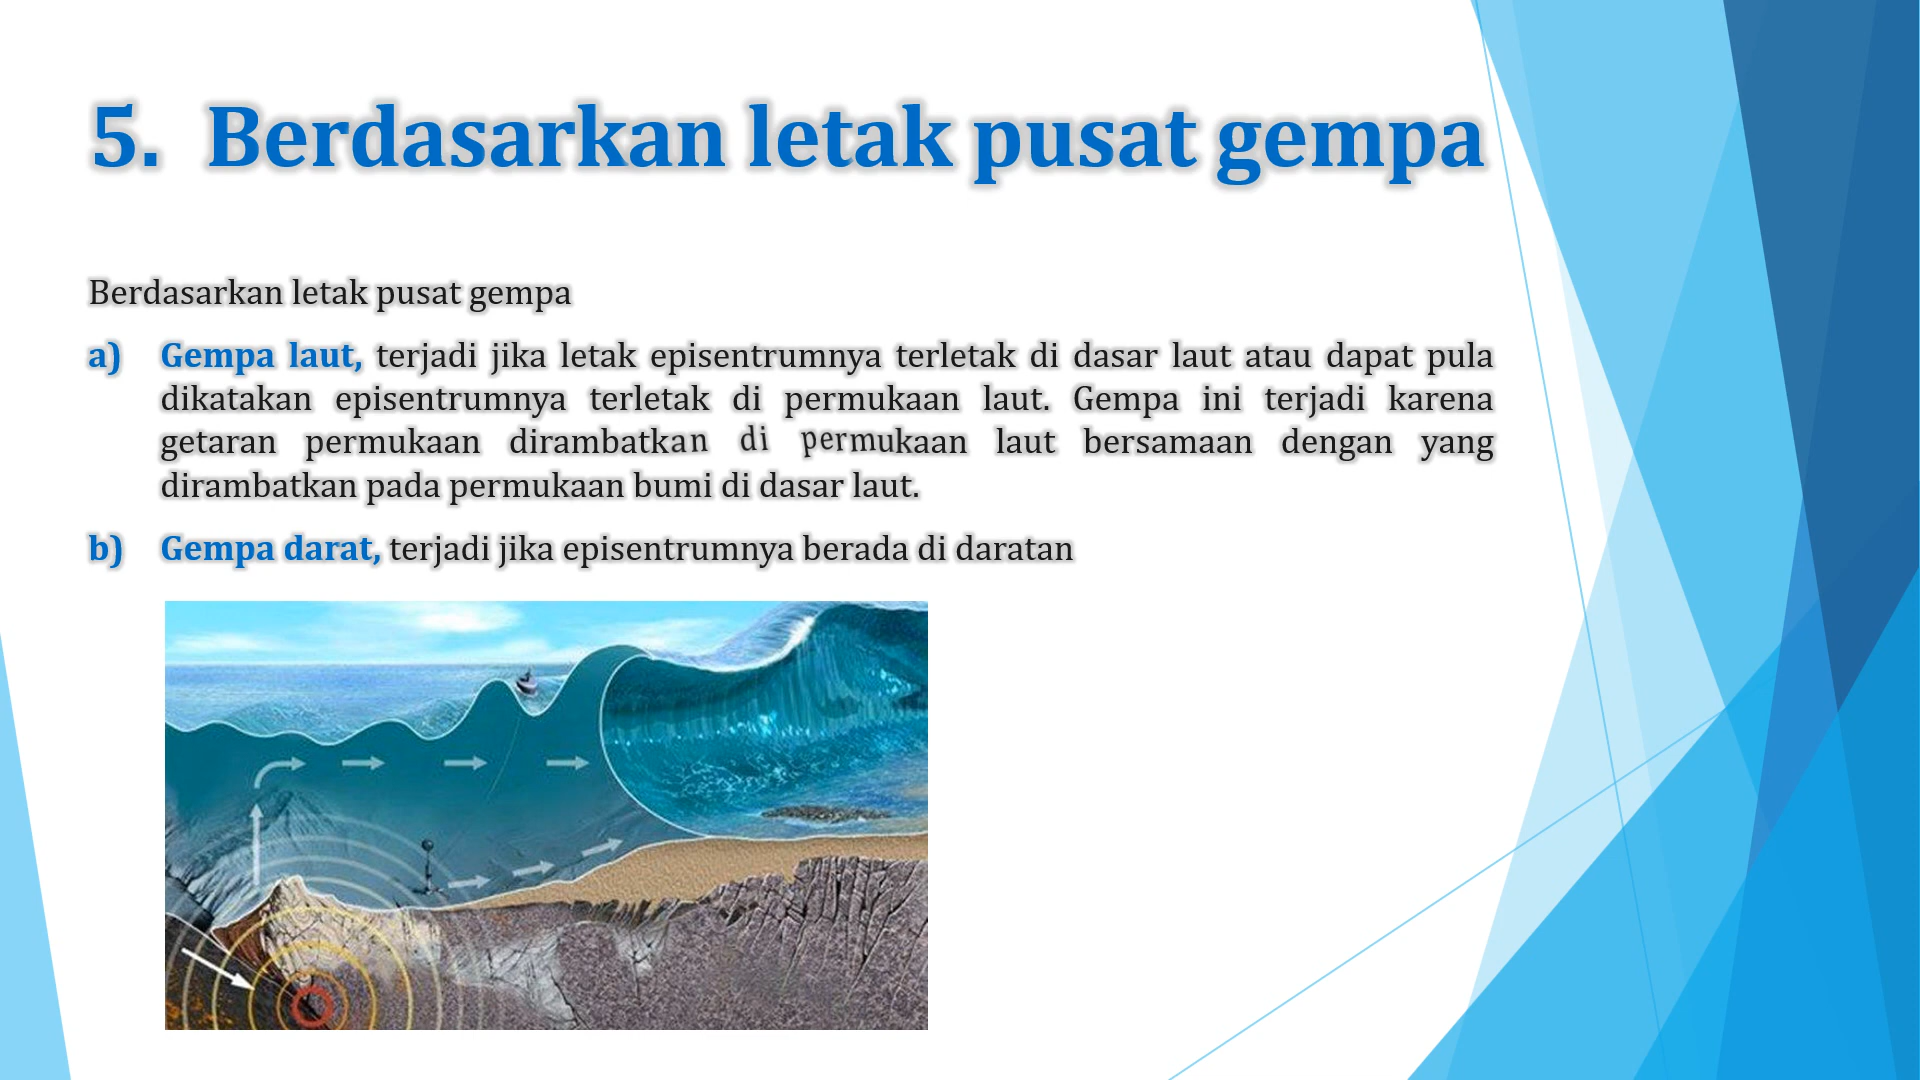 5. Berdasarkan letak pusat gempa
Berdasarkan letak pusat gempa
a) Gempa laut, terjadi jika letak episentrumnya terletak di dasar laut atau dapat pula
dikatakan episentrumnya terletak di permukaan laut. Gempa ini terjadi karena
getaran permukaan dirambatkan di permukaan laut bersamaan dengan yang
dirambatkan pada permukaan bumi di dasar laut.
b) Gempa darat, terjadi jika episentrumnya berada di daratan